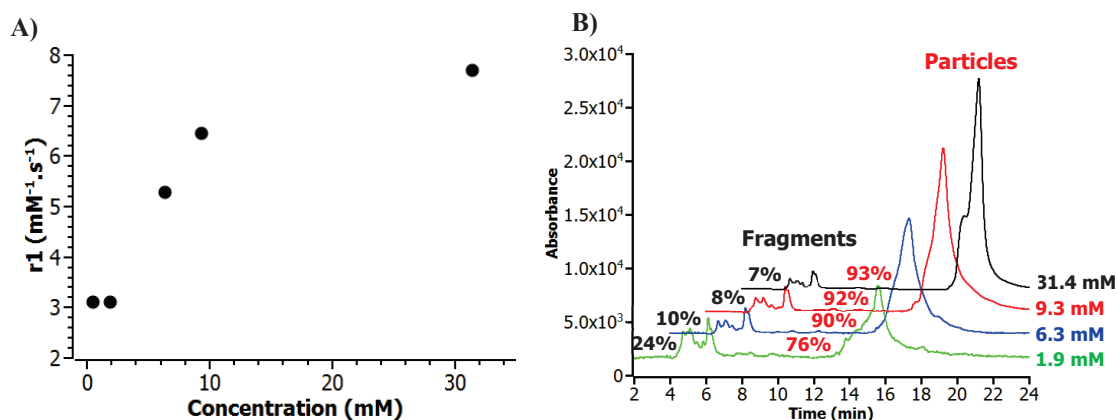 A)
8
7
6
5
4
3
2
r1 (mM⁻¹.s⁻¹)
0
10
20
30
Concentration (mM)
B)
3.0x10⁴
2.5x10⁴
2.0x10⁴
1.5x10⁴
1.0x10⁴
5.0x10³
0
Absorbance
Particles
Fragments
7%
93%
31.4 mM
8%
92%
9.3 mM
10%
90%
6.3 mM
24%
76%
1.9 mM
2 4 6 8 10 12 14 16 18 20 22 24
Time (min)